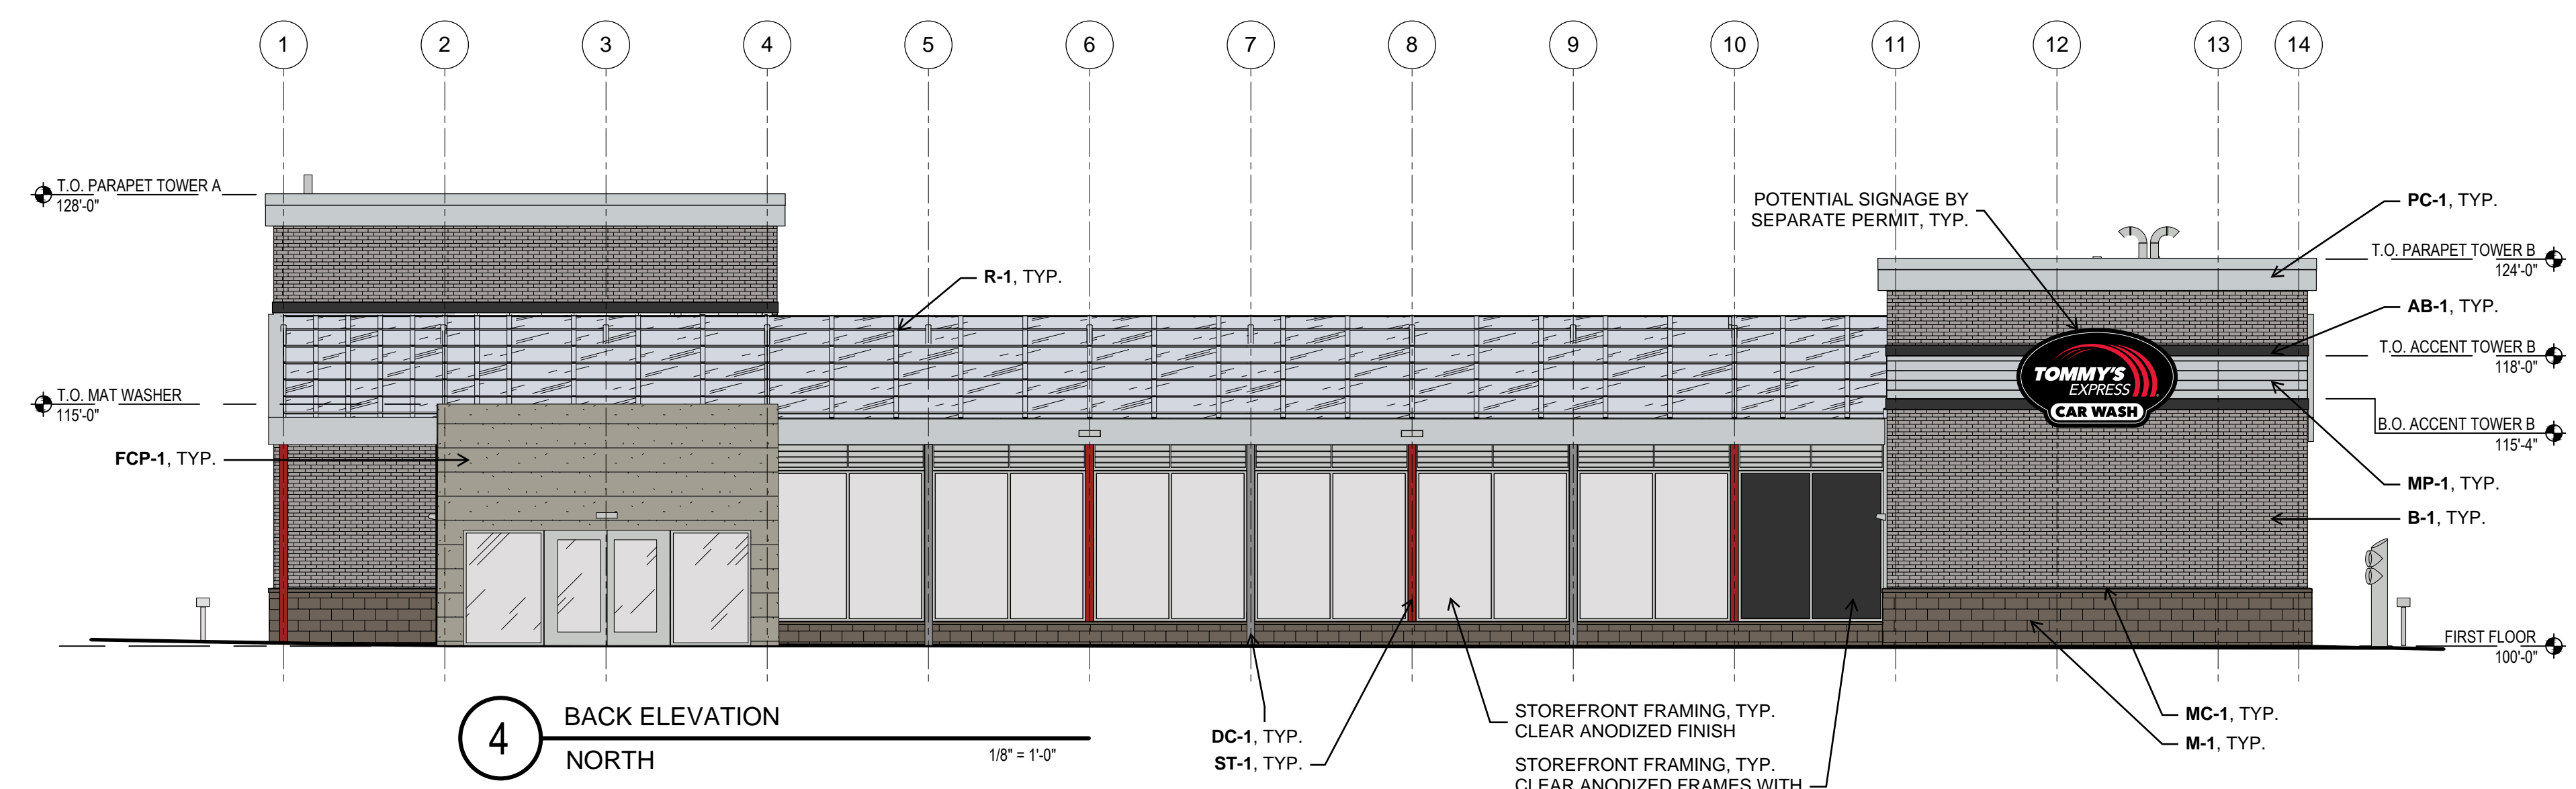 1 2 3 4 5 6 7 8 9 10 11 12 13 14
T.O. PARAPET TOWER A
128'-0"
T.O. MAT WASHER
115'-0"
FCP-1, TYP.
R-1, TYP.
POTENTIAL SIGNAGE BY
SEPARATE PERMIT, TYP.
TOMMY'S
EXPRESS
CAR WASH
PC-1, TYP.
T.O. PARAPET TOWER B
124'-0"
AB-1, TYP.
T.O. ACCENT TOWER B
118'-0"
B.O. ACCENT TOWER B
115'-4"
MP-1, TYP.
B-1, TYP.
FIRST FLOOR
100'-0"
MC-1, TYP.
M-1, TYP.
DC-1, TYP.
ST-1, TYP.
STOREFRONT FRAMING, TYP.
CLEAR ANODIZED FINISH
STOREFRONT FRAMING, TYP.
CLEAR ANODIZED FRAMES WITH
4
BACK ELEVATION
NORTH
1/8" = 1'-0"